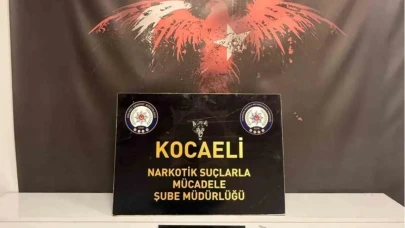 KOCAELİ
NARKOTİK SUÇLARLA
MÜCADELE
ŞUBE MÜDÜRLÜĞÜ